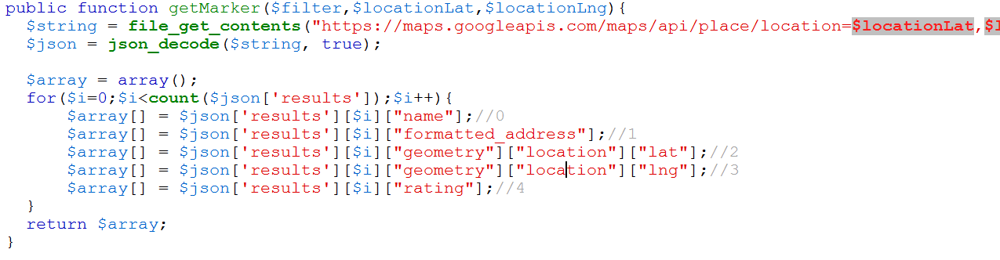 public function getMarker($filter,$locationLat,$locationLng){
$string = file_get_contents("https://maps.googleapis.com/maps/api/place/location=$locationLat,
$json = json_decode($string, true);
$array = array();
for($i=0;$i<count($json['results']);$i++){
$array[] = $json['results'][$i]["name"];//0
$array[] = $json['results'][$i]["formatted_address"];//1
$array[] = $json['results'][$i]["geometry"]["location"]["lat"];//2
$array[] = $json['results'][$i]["geometry"]["location"]["lng"];//3
$array[] = $json['results'][$i]["rating"];//4
}
return $array;
}